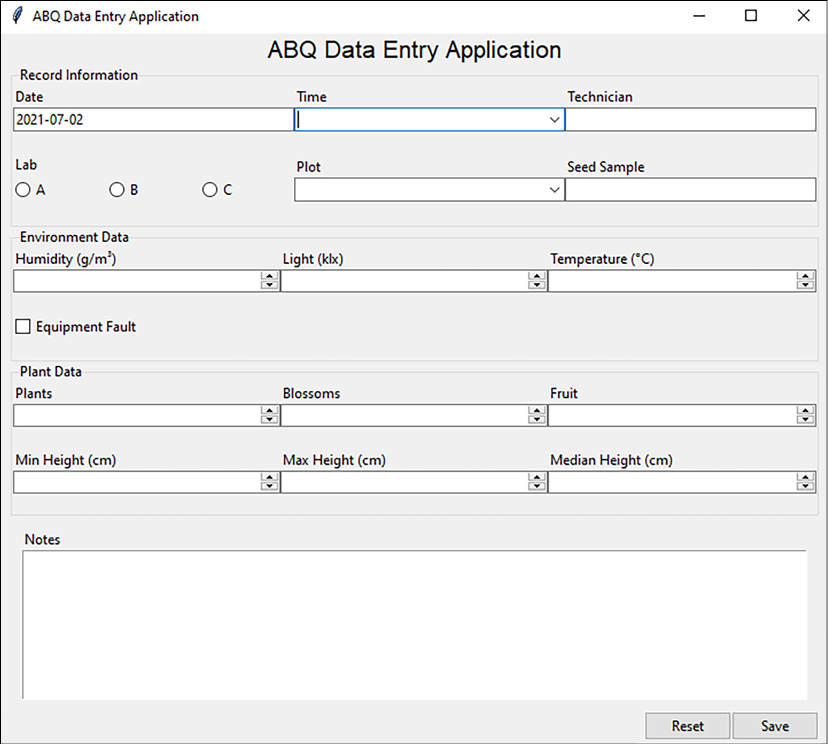 ABQ Data Entry Application
ABQ Data Entry Application
Record Information
Date Time Technician
2021-07-02
Lab Plot Seed Sample
A B C
Environment Data
Humidity (g/m³) Light (klx) Temperature (°C)
Equipment Fault
Plant Data
Plants Blossoms Fruit
Min Height (cm) Max Height (cm) Median Height (cm)
Notes
Reset Save